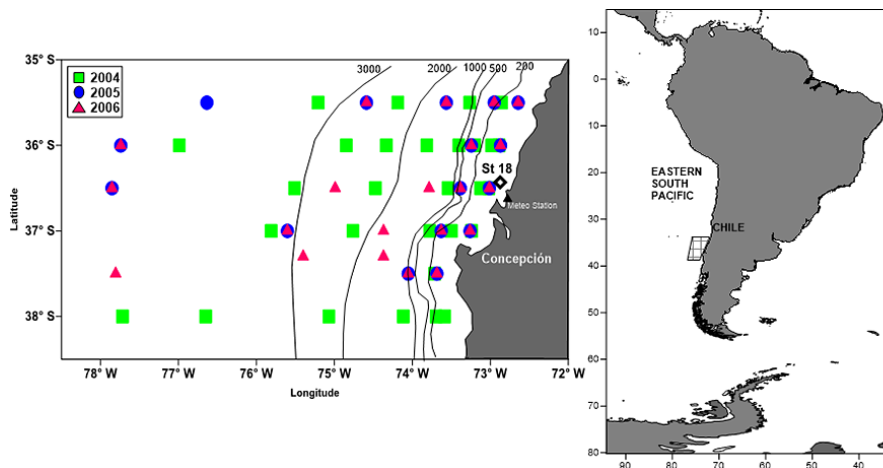 35° S
36° S
37° S
38° S
Latitude
2004
2005
2006
3000
2000
1000
500
200
St 18
Meteo Station
Concepción
78° W
77° W
76° W
75° W
74° W
73° W
72° W
Longitude
10
0
10
20
30
40
50
60
70
80
EASTERN
SOUTH
PACIFIC
CHILE
90
80
70
60
50
40